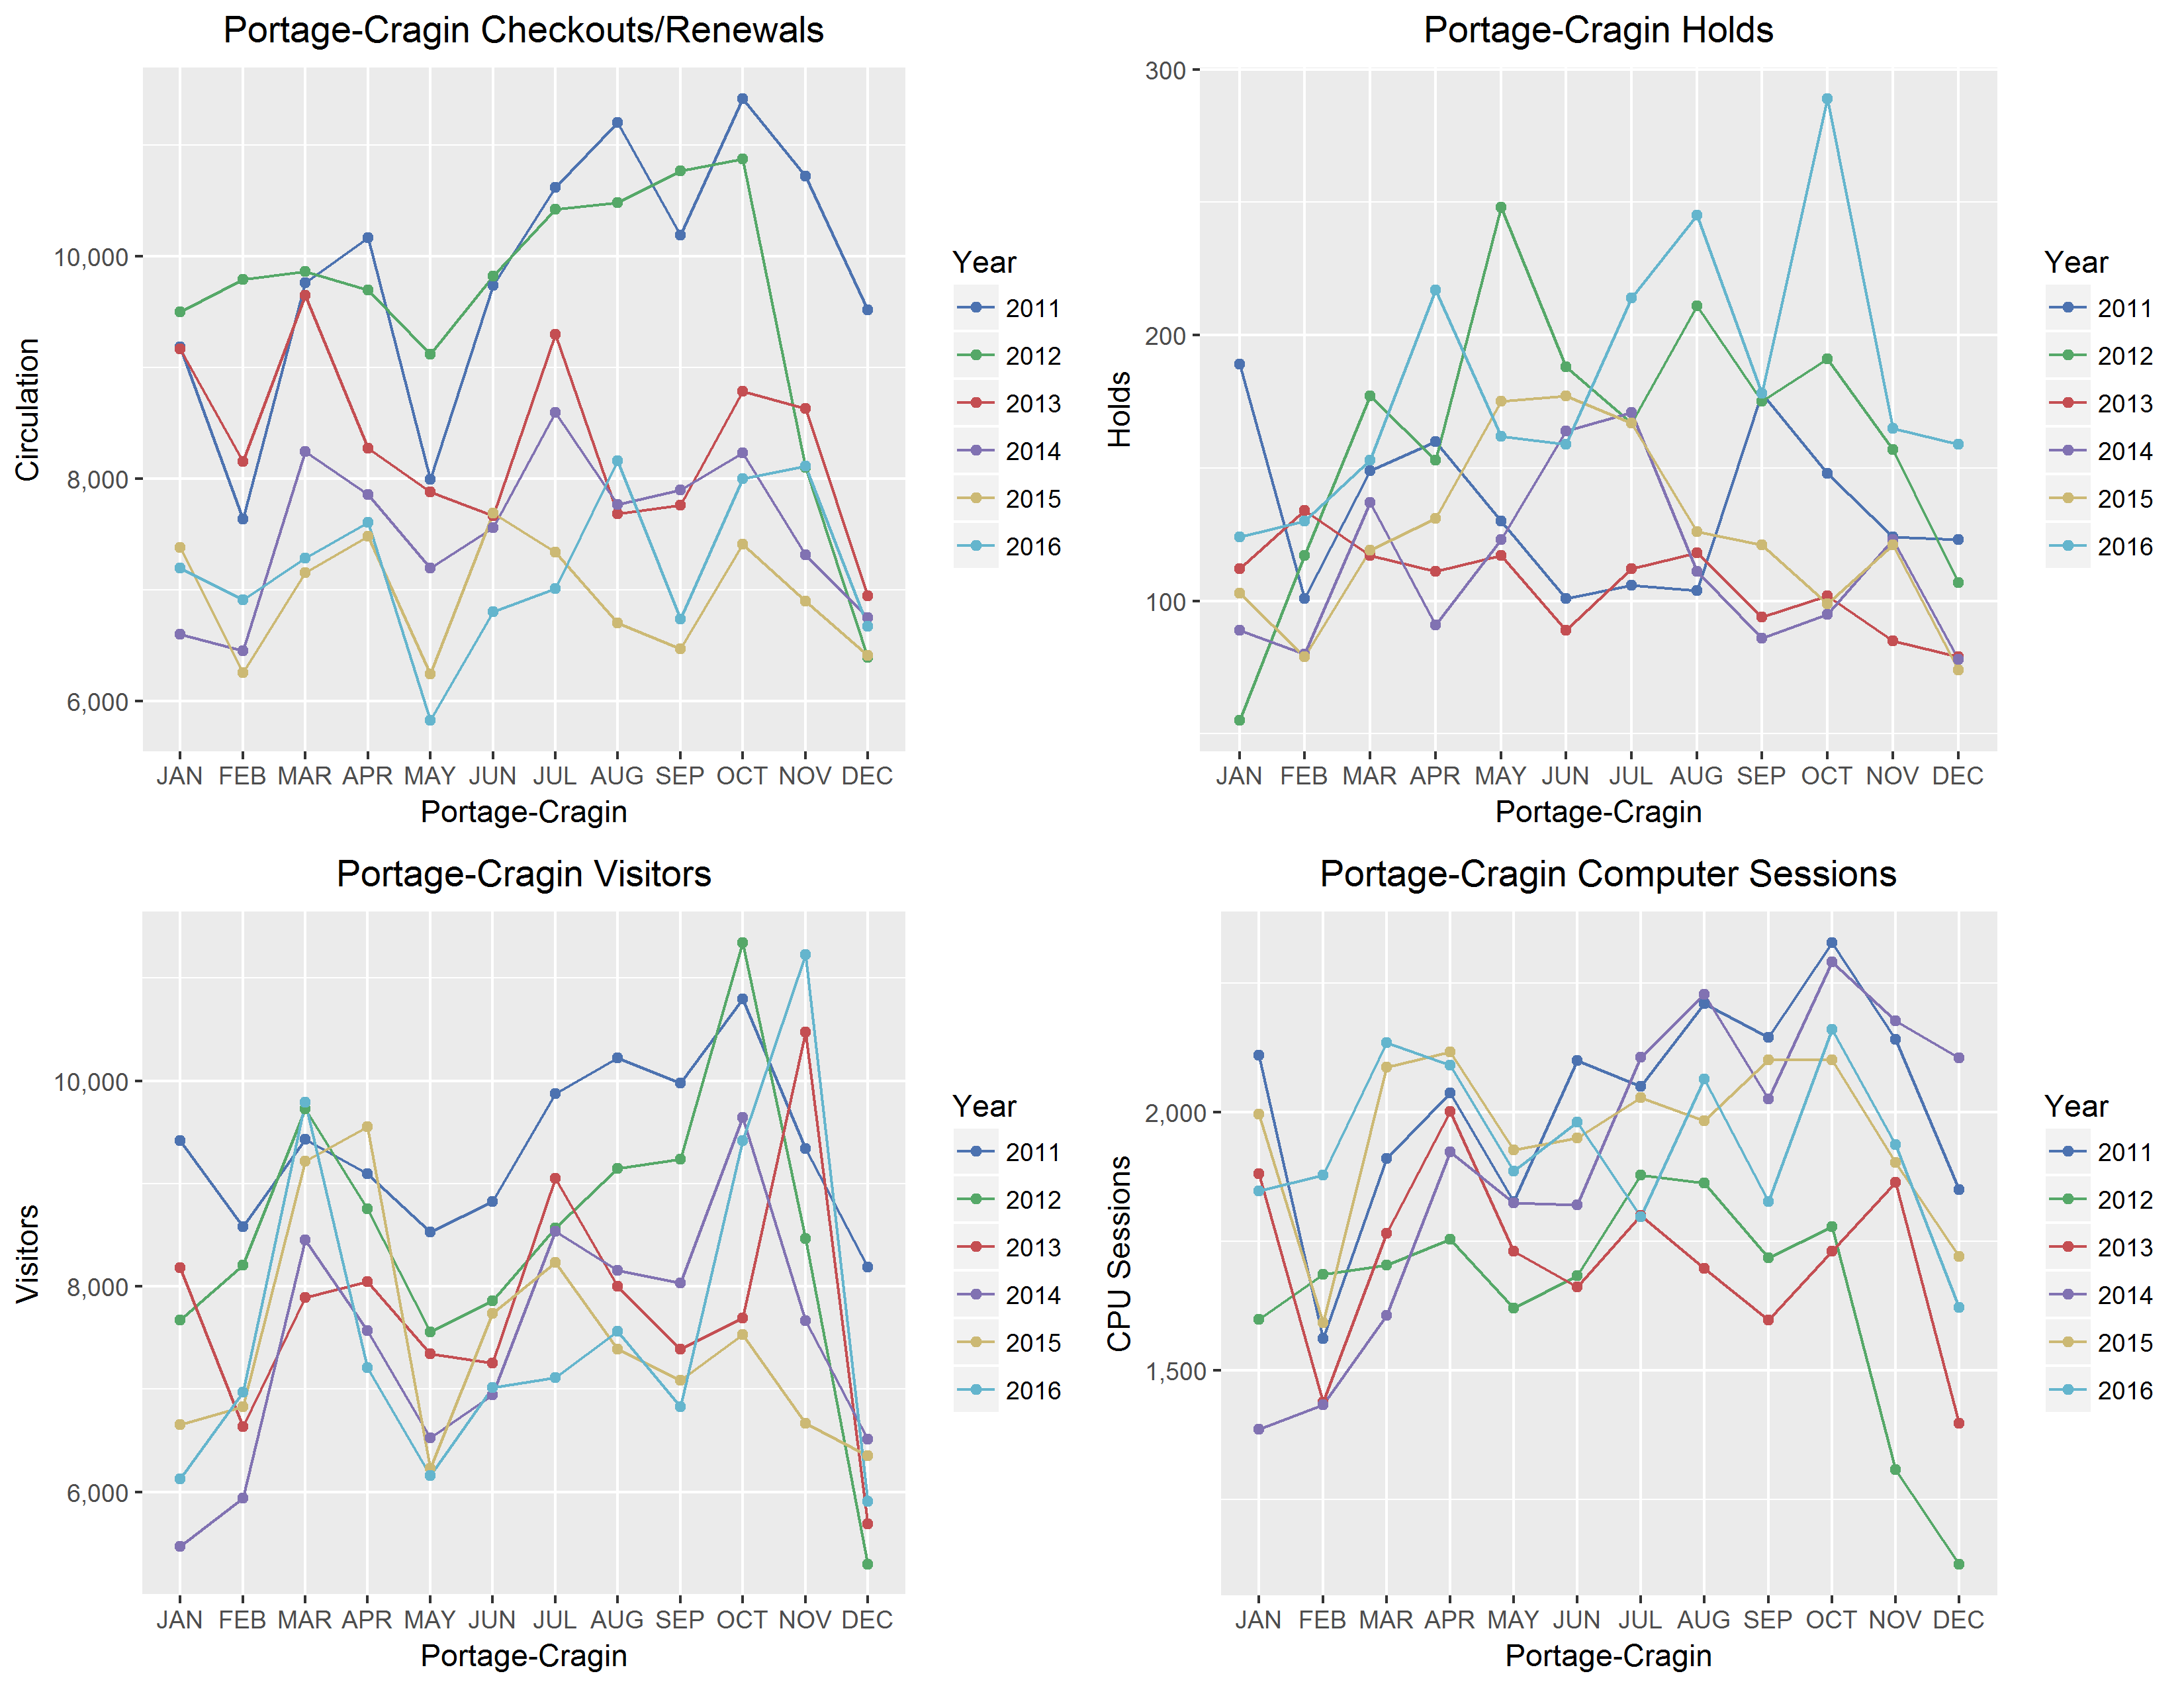 Portage-Cragin Checkouts/Renewals
Circulation
10,000
8,000
6,000
JAN FEB MAR APR MAY JUN JUL AUG SEP OCT NOV DEC
Portage-Cragin
Year
2011
2012
2013
2014
2015
2016
Portage-Cragin Holds
Holds
300
200
100
JAN FEB MAR APR MAY JUN JUL AUG SEP OCT NOV DEC
Portage-Cragin
Year
2011
2012
2013
2014
2015
2016
Portage-Cragin Visitors
Visitors
10,000
8,000
6,000
JAN FEB MAR APR MAY JUN JUL AUG SEP OCT NOV DEC
Portage-Cragin
Year
2011
2012
2013
2014
2015
2016
Portage-Cragin Computer Sessions
CPU Sessions
2,000
1,500
JAN FEB MAR APR MAY JUN JUL AUG SEP OCT NOV DEC
Portage-Cragin
Year
2011
2012
2013
2014
2015
2016